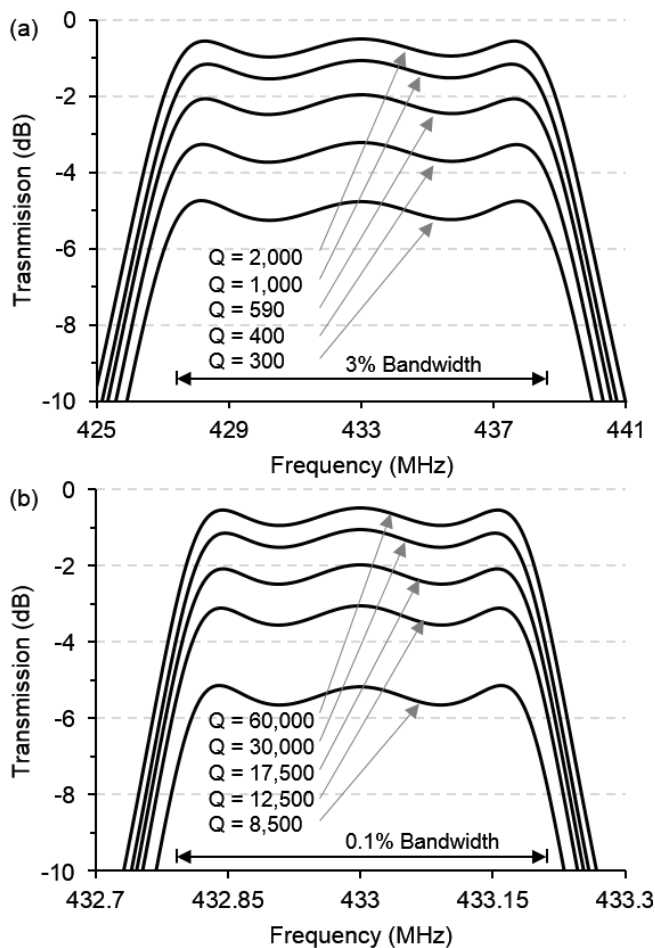 (a)
0
-2
-4
-6
-8
-10
Trasnmisison (dB)
Q = 2,000
Q = 1,000
Q = 590
Q = 400
Q = 300
3% Bandwidth
425 429 433 437 441
Frequency (MHz)
(b)
0
-2
-4
-6
-8
-10
Transmission (dB)
Q = 60,000
Q = 30,000
Q = 17,500
Q = 12,500
Q = 8,500
0.1% Bandwidth
432.7 432.85 433 433.15 433.3
Frequency (MHz)